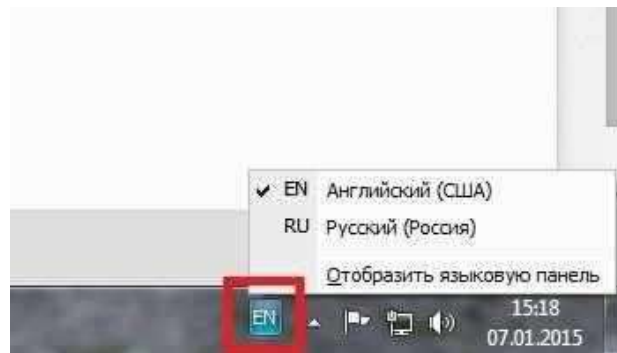 EN Английский (США)
RU Русский (Россия)
Отобразить языковую панель
EN
15:18
07.01.2015